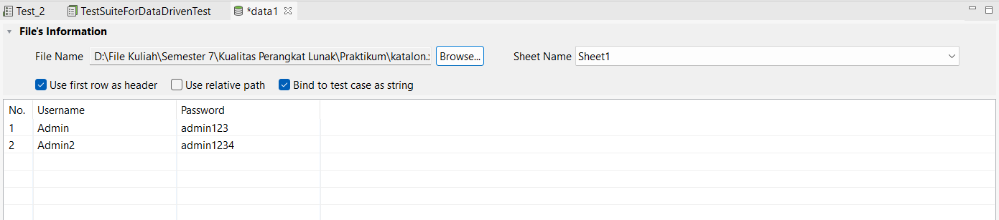 Test_2 TestSuiteForDataDrivenTest *data1
File's Information
File Name D:\File Kuliah\Semester 7\Kualitas Perangkat Lunak\Praktikum\katalon. Browse... Sheet Name Sheet1
Use first row as header Use relative path Bind to test case as string
No. Username Password
1 Admin admin123
2 Admin2 admin1234